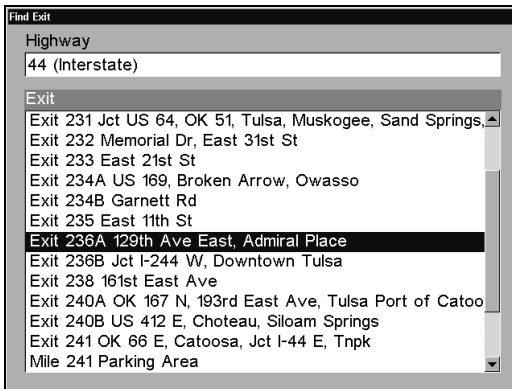 Find Exit
Highway
44 (Interstate)
Exit
Exit 231 Jct US 64, OK 51, Tulsa, Muskogee, Sand Springs,
Exit 232 Memorial Dr, East 31st St
Exit 233 East 21st St
Exit 234A US 169, Broken Arrow, Owasso
Exit 234B Garnett Rd
Exit 235 East 11th St
Exit 236A 129th Ave East, Admiral Place
Exit 236B Jct I-244 W, Downtown Tulsa
Exit 238 161st East Ave
Exit 240A OK 167 N, 193rd East Ave, Tulsa Port of Catoo
Exit 240B US 412 E, Choteau, Siloam Springs
Exit 241 OK 66 E, Catoosa, Jct I-44 E, Tnpk
Mile 241 Parking Area